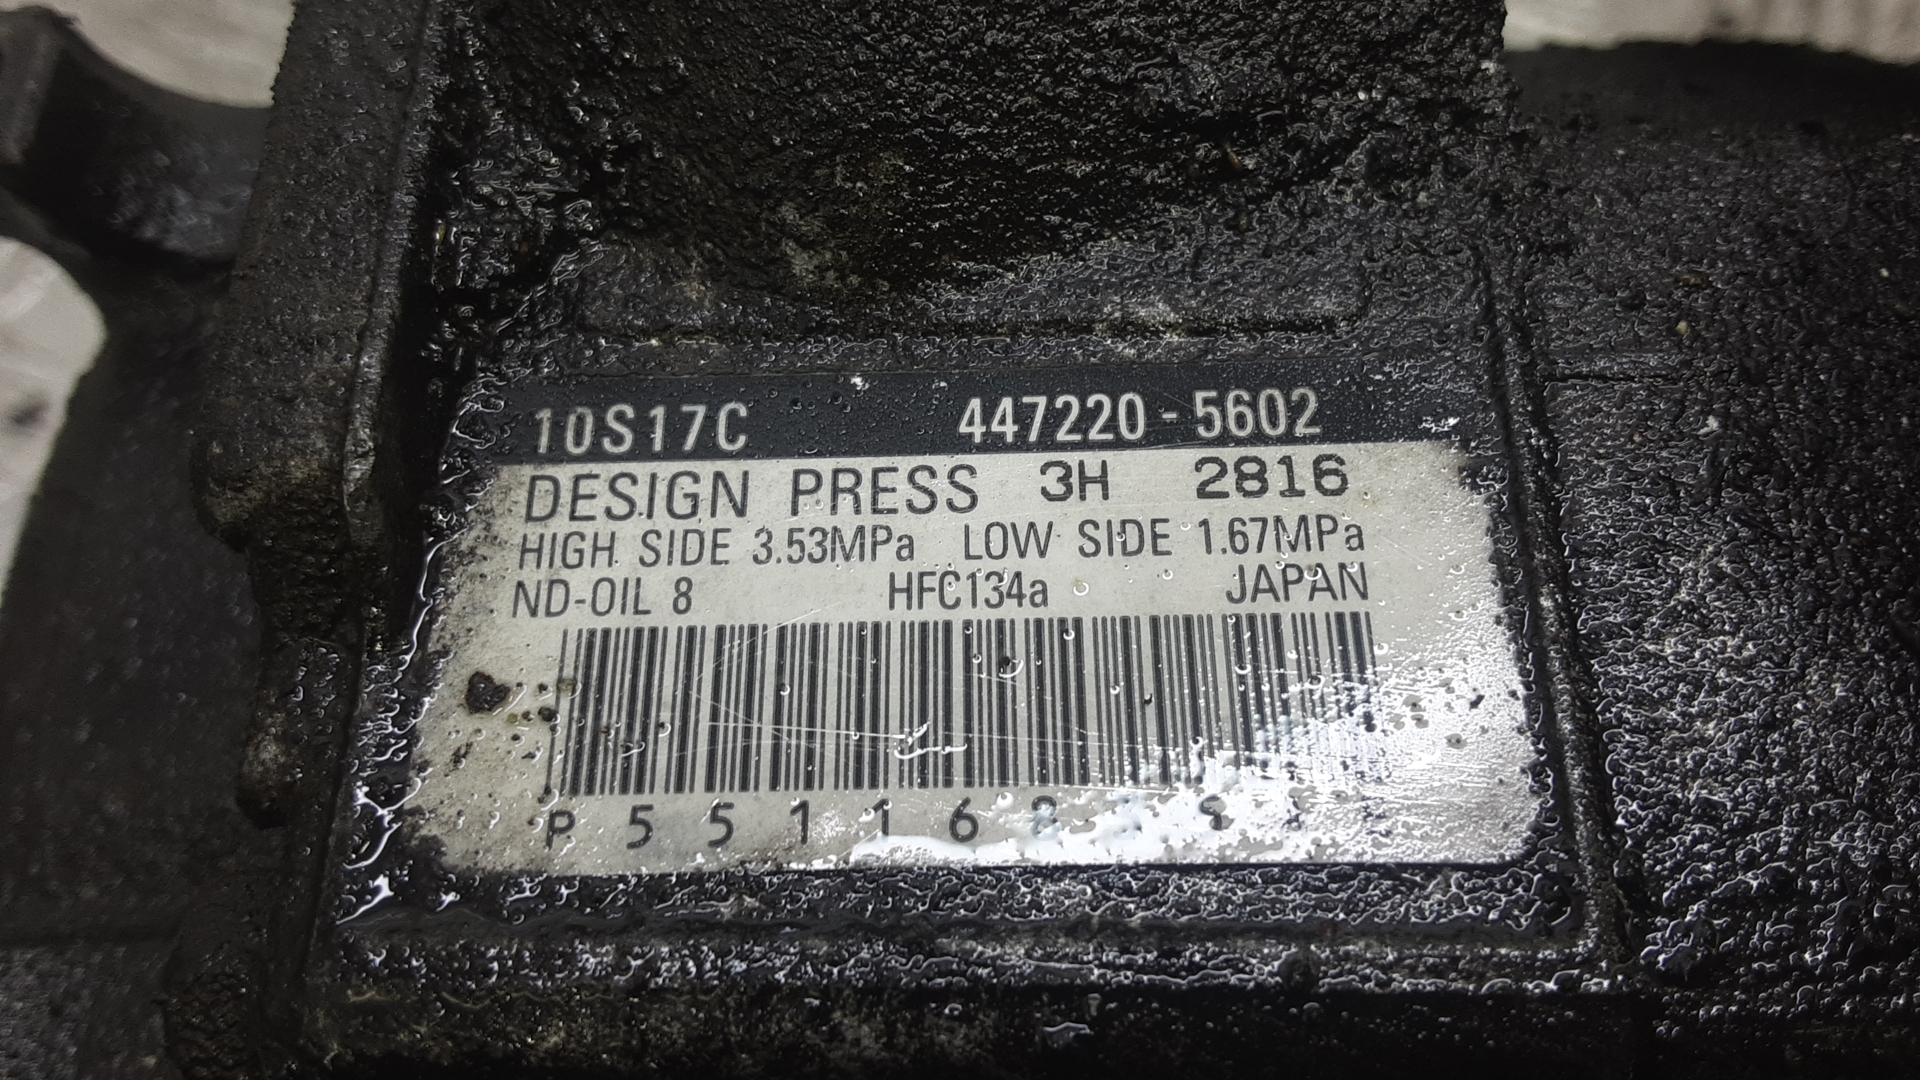 10S17C 447220-5602
DESIGN PRESS 3H 2816
HIGH SIDE 3.53MPa LOW SIDE 1.67MPa
ND-OIL 8 HFC134a JAPAN